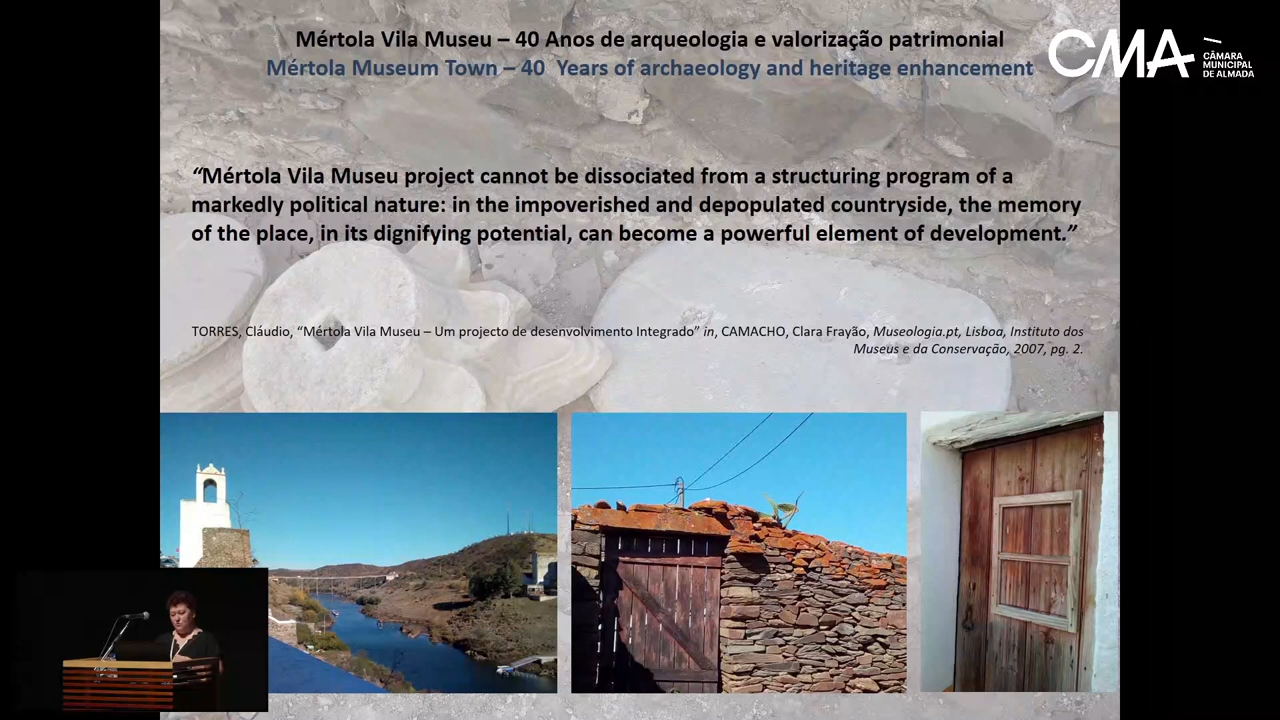 Mértola Vila Museu – 40 Anos de arqueologia e valorização patrimonial
Mértola Museum Town – 40 Years of archaeology and heritage enhancement
CMA
CÂMARA
MUNICIPAL
DE ALMADA
“Mértola Vila Museu project cannot be dissociated from a structuring program of a
markedly political nature: in the impoverished and depopulated countryside, the memory
of the place, in its dignifying potential, can become a powerful element of development.”
TORRES, Cláudio, “Mértola Vila Museu – Um projecto de desenvolvimento Integrado” in, CAMACHO, Clara Frayão, Museologia.pt, Lisboa, Instituto dos
Museus e da Conservação, 2007, pg. 2.